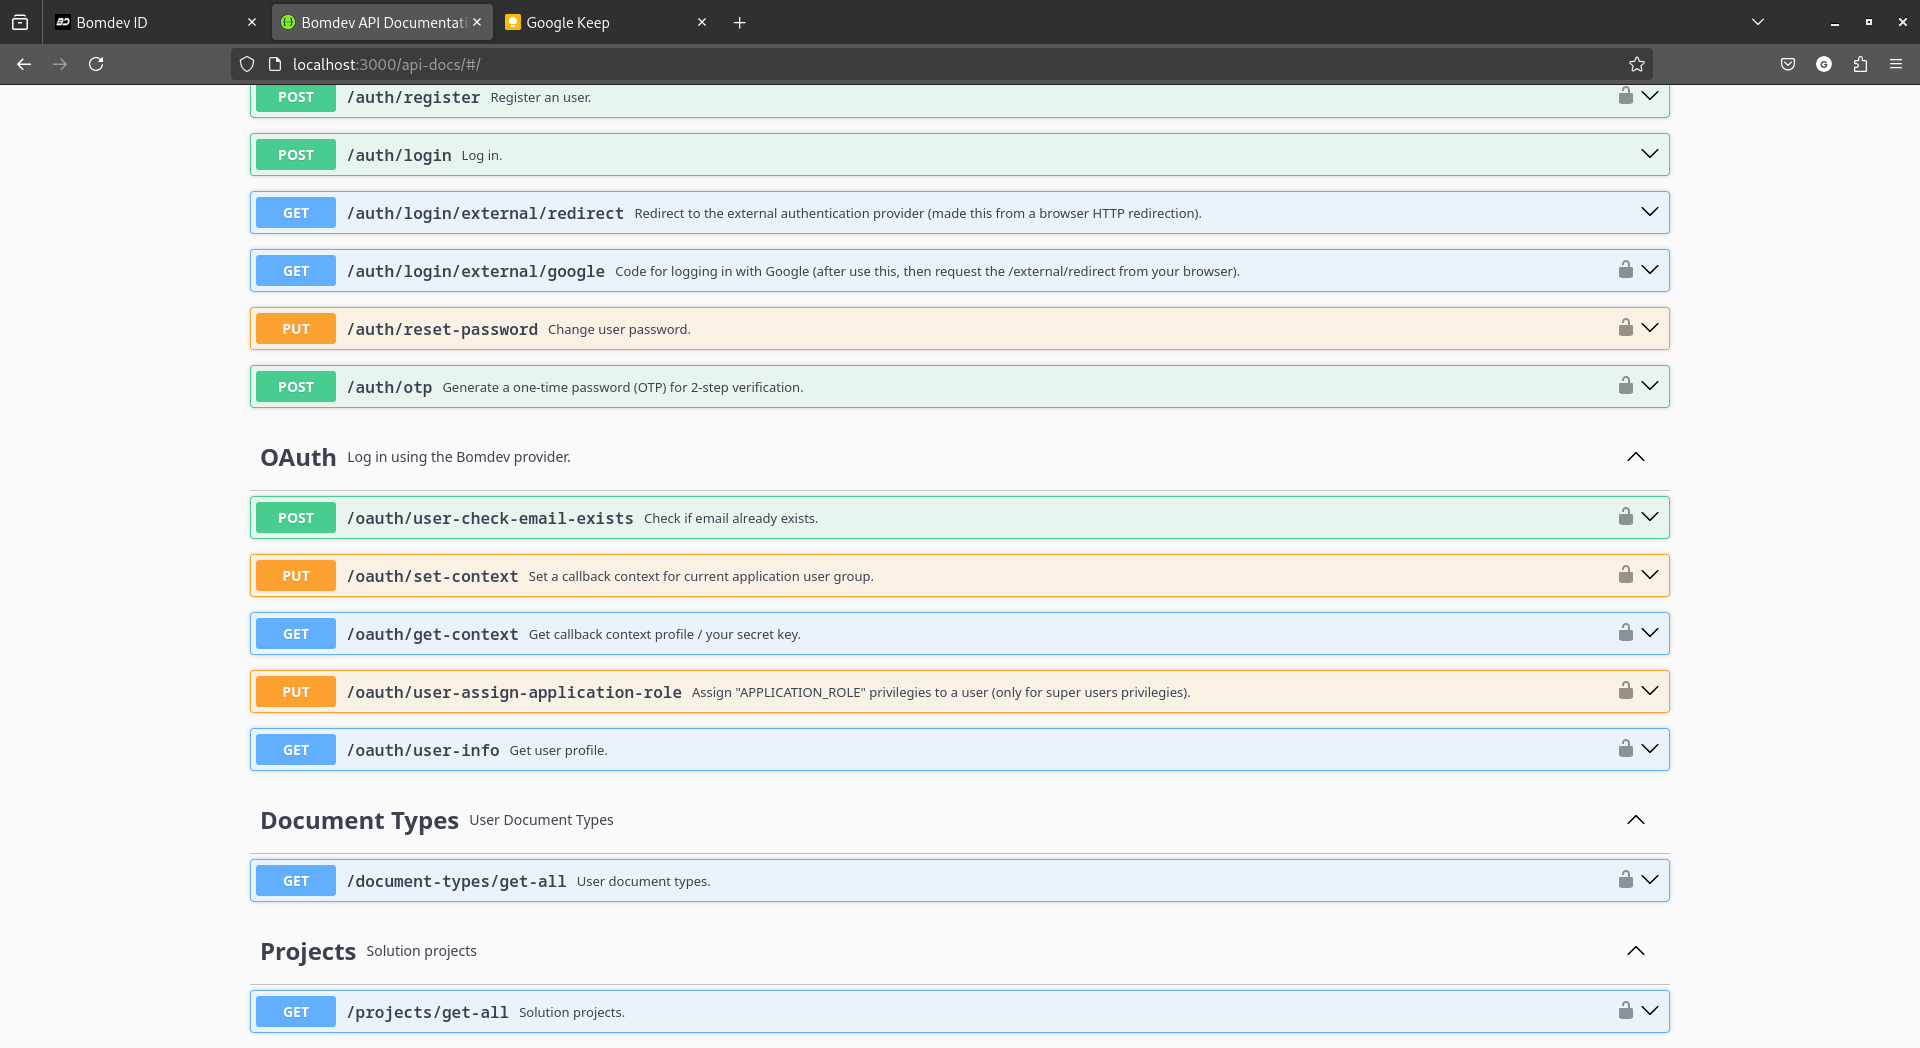 Bomdev ID
Bomdev API Documentat
Google Keep
localhost:3000/api-docs/#/
POST /auth/register Register an user.
POST /auth/login Log in.
GET /auth/login/external/redirect Redirect to the external authentication provider (made this from a browser HTTP redirection).
GET /auth/login/external/google Code for logging in with Google (after use this, then request the /external/redirect from your browser).
PUT /auth/reset-password Change user password.
POST /auth/otp Generate a one-time password (OTP) for 2-step verification.
OAuth Log in using the Bomdev provider.
POST /oauth/user-check-email-exists Check if email already exists.
PUT /oauth/set-context Set a callback context for current application user group.
GET /oauth/get-context Get callback context profile / your secret key.
PUT /oauth/user-assign-application-role Assign "APPLICATION_ROLE" privilegies to a user (only for super users privilegies).
GET /oauth/user-info Get user profile.
Document Types User Document Types
GET /document-types/get-all User document types.
Projects Solution projects
GET /projects/get-all Solution projects.